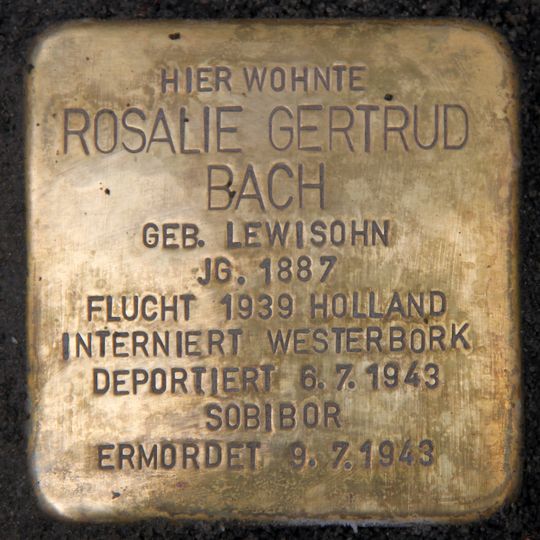 HIER WOHNTE
ROSALIE GERTRUD
BACH
GEB. LEWISOHN
JG. 1887
FLUCHT 1939 HOLLAND
INTERNIERT WESTERBORK
DEPORTIERT 6.7.1943
SOBIBOR
ERMORDET 9.7.1943